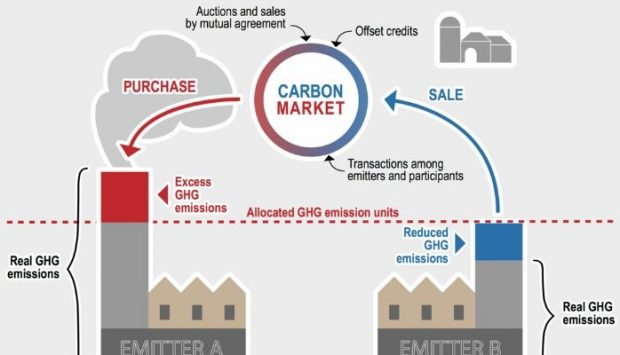 Auctions and sales
by mutual agreement
Offset credits
PURCHASE
CARBON
MARKET
SALE
Transactions among
emitters and participants
Excess
GHG
emissions
Allocated GHG emission units
Reduced
GHG
emissions
Real GHG
emissions
Real GHG
emissions
EMITTER A
EMITTER B